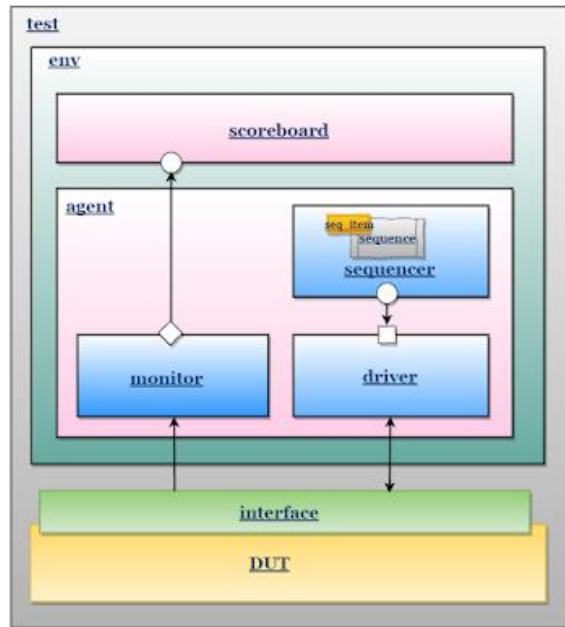 test
env
scoreboard
agent
seq_item
sequence
sequencer
monitor
driver
interface
DUT